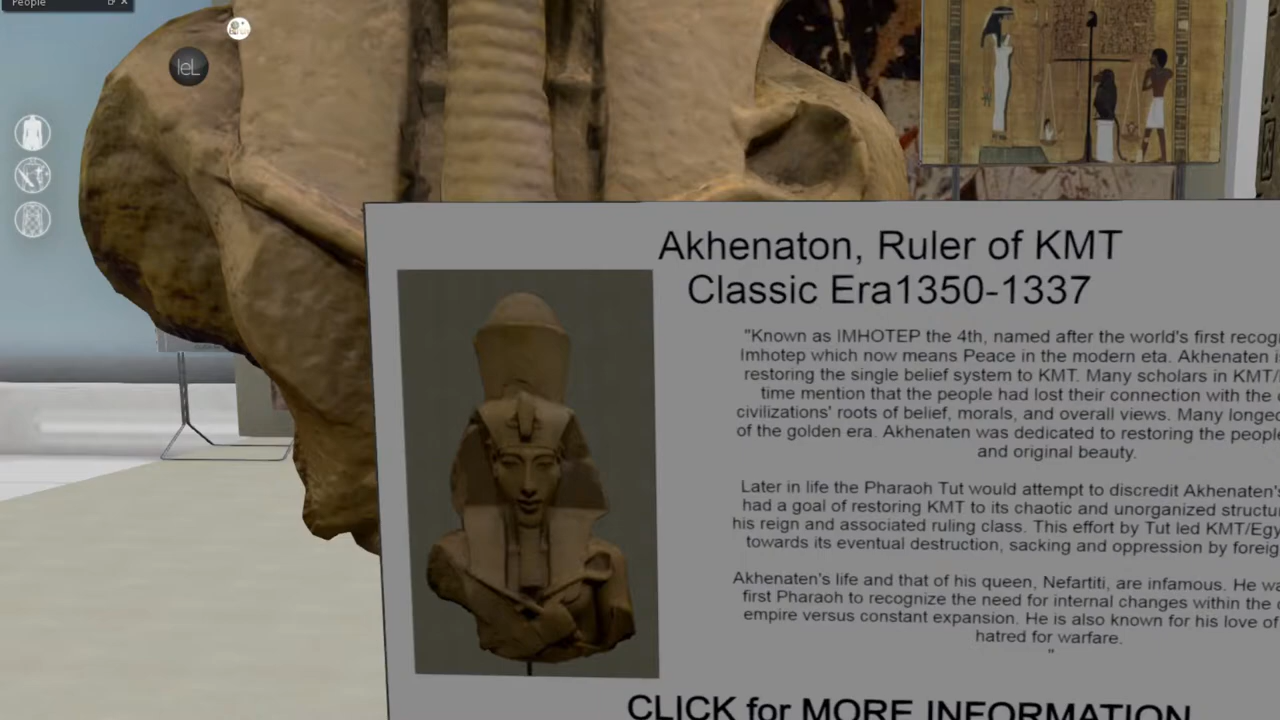 People
leL
Akhenaton, Ruler of KMT
Classic Era1350-1337
"Known as IMHOTEP the 4th, named after the world's first
Imhotep which now means Peace in the modern eta. Akhenaten
restoring the single belief system to KMT. Many scholars in KMT/
time mention that the people had lost their connection with the
civilizations' roots of belief, morals, and overall views. Many longed
of the golden era. Akhenaten was dedicated to restoring the people
and original beauty.
Later in life the Pharaoh Tut would attempt to discredit Akhenaten's
had a goal of restoring KMT to its chaotic and unorganized
his reign and associated ruling class. This effort by Tut led
towards its eventual destruction, sacking and oppression by
Akhenaten's life and that of his queen, Nefartiti, are infamous. He
first Pharaoh to recognize the need for internal changes within the
empire versus constant expansion. He is also known for his love of
hatred for warfare.
"
CLICK for MORE INFORMATION